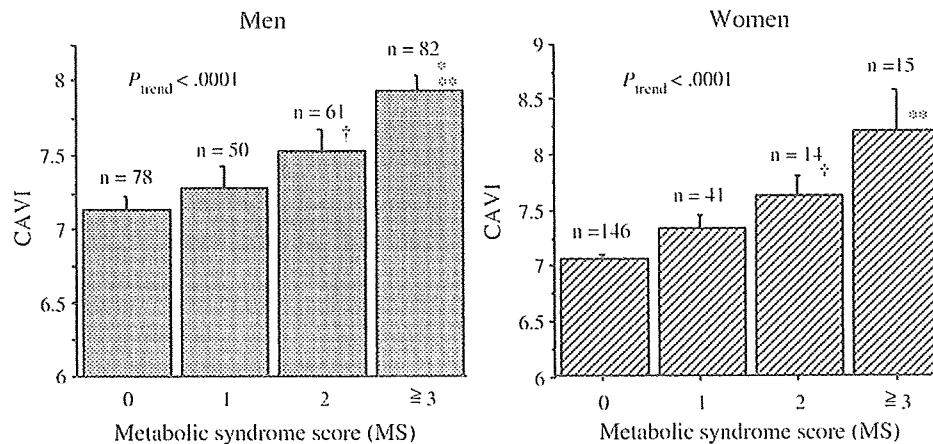 Men
CAVI
8
7.5
7
6.5
6
P trend < .0001
n = 78
n = 50
n = 61
†
n = 82
*
**
0
1
2
≧ 3
Metabolic syndrome score (MS)
Women
CAVI
9
8.5
8
7.5
7
6.5
6
P trend < .0001
n =146
n = 41
n = 14
†
n =15
**
0
1
2
≧ 3
Metabolic syndrome score (MS)